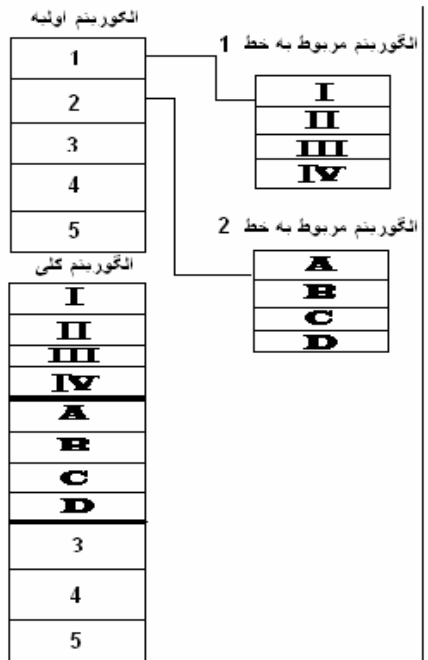 الگوریتم اولیه
1
2
3
4
5
الگوریتم مربوط به خط 1
I
II
III
IV
الگوریتم مربوط به خط 2
A
B
C
D
الگوریتم کلی
I
II
III
IV
A
B
C
D
3
4
5